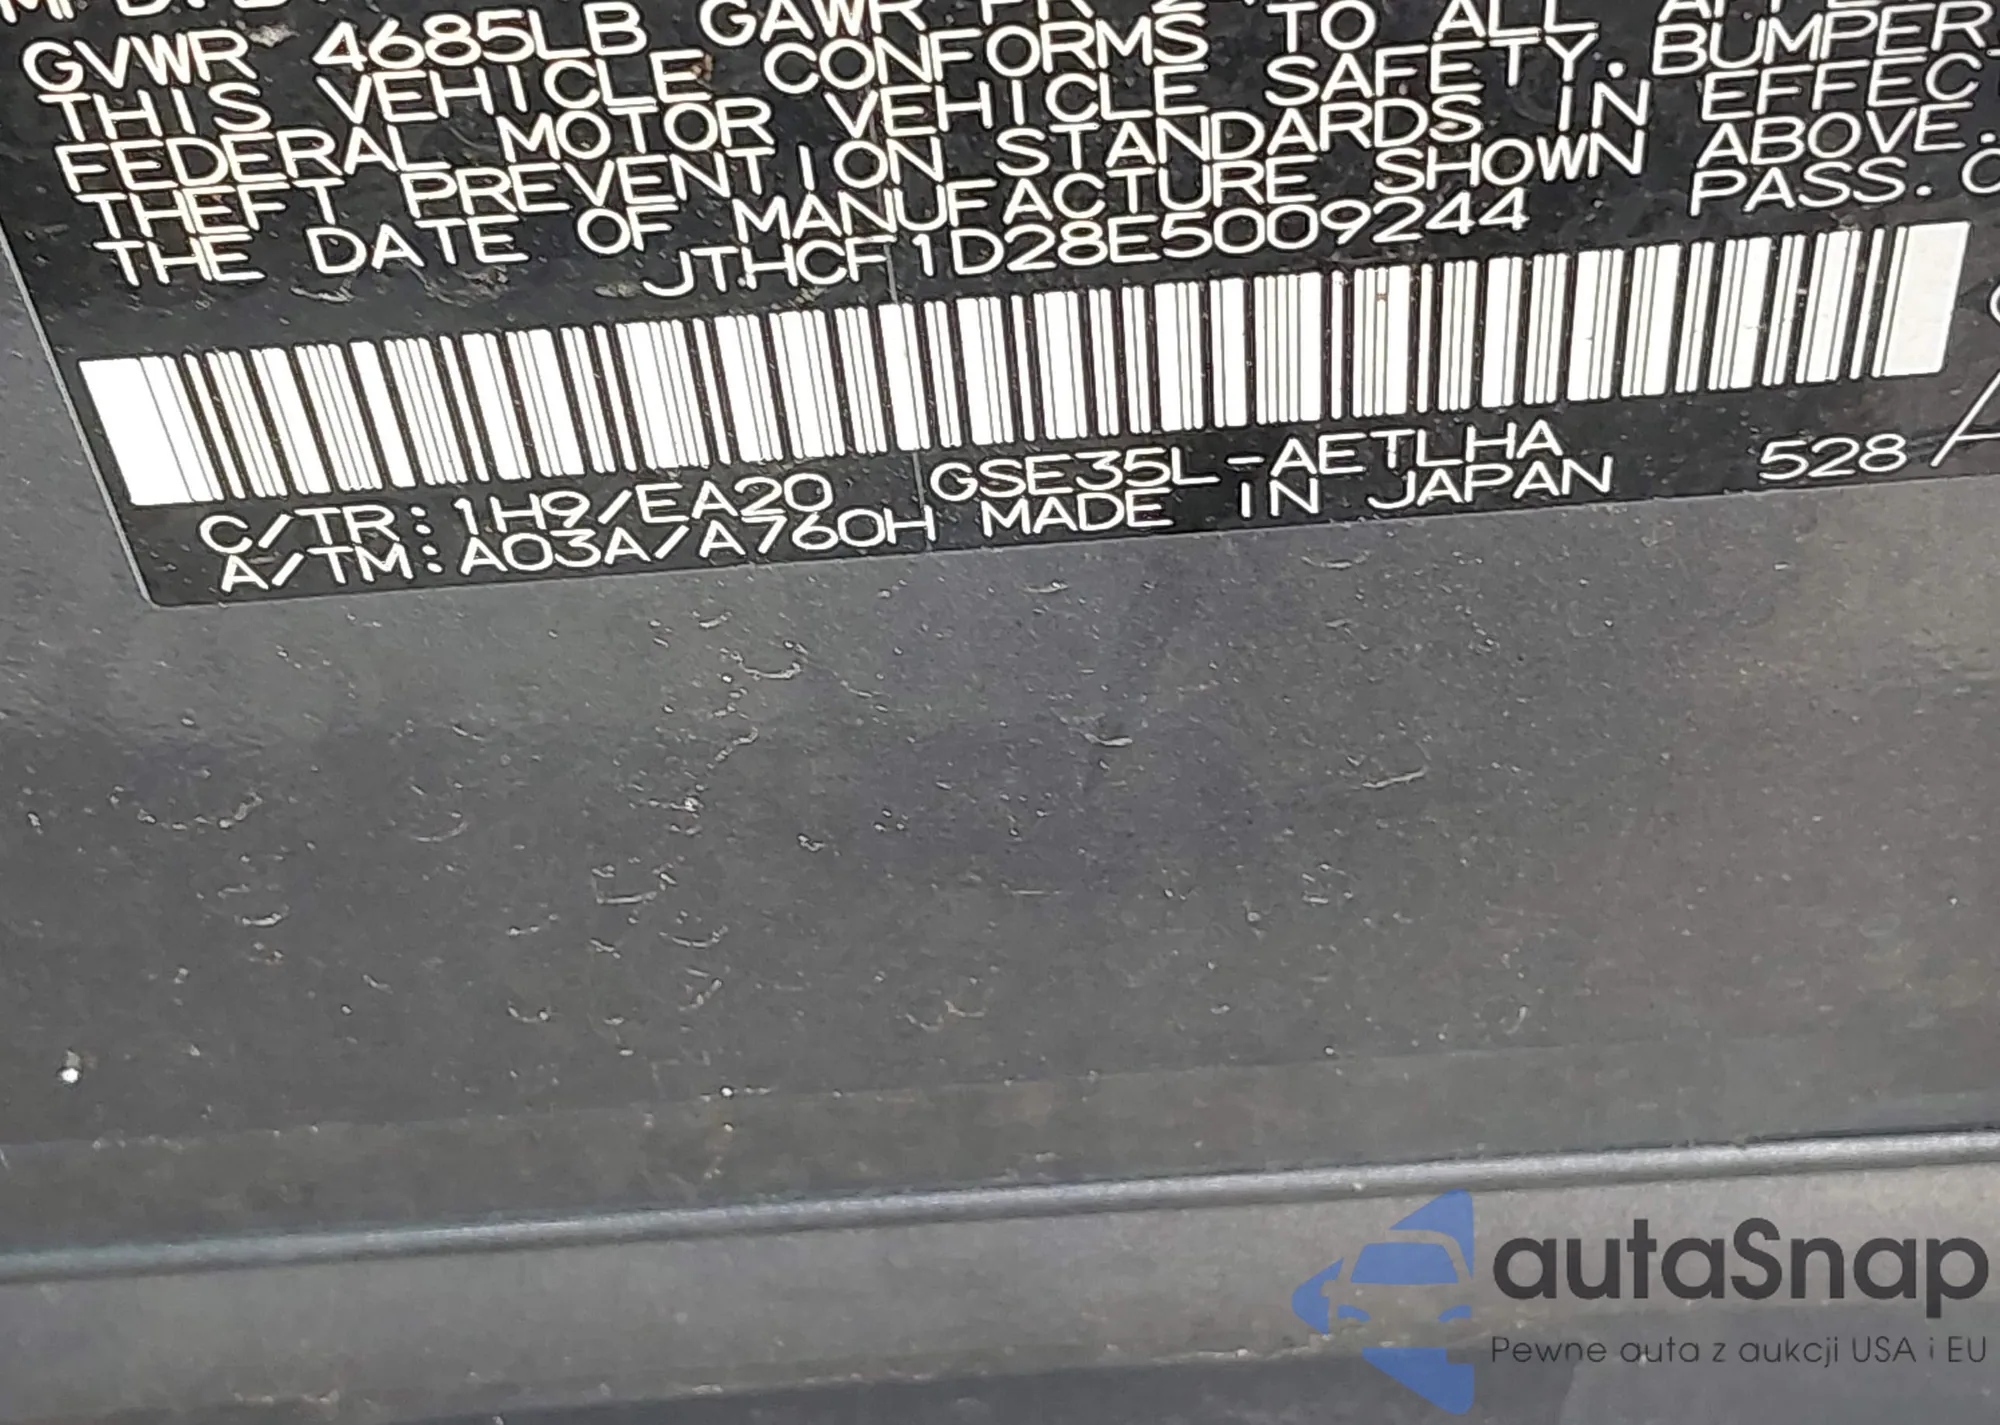 GVWR 4685LB GAWR FR
THIS VEHICLE CONFORMS TO ALL
FEDERAL MOTOR VEHICLE SAFETY, BUMPER,
THEFT PREVENTION STANDARDS IN EFFECT
THE DATE OF MANUFACTURE SHOWN ABOVE.
JTHCF1D28E5009244 PASS.
C/TR: 1H9/EA20 GSE35L-AETLHA
A/TM: A03A/A760H MADE IN JAPAN 528
autaSnap
Pewne auta z aukcji USA i EU